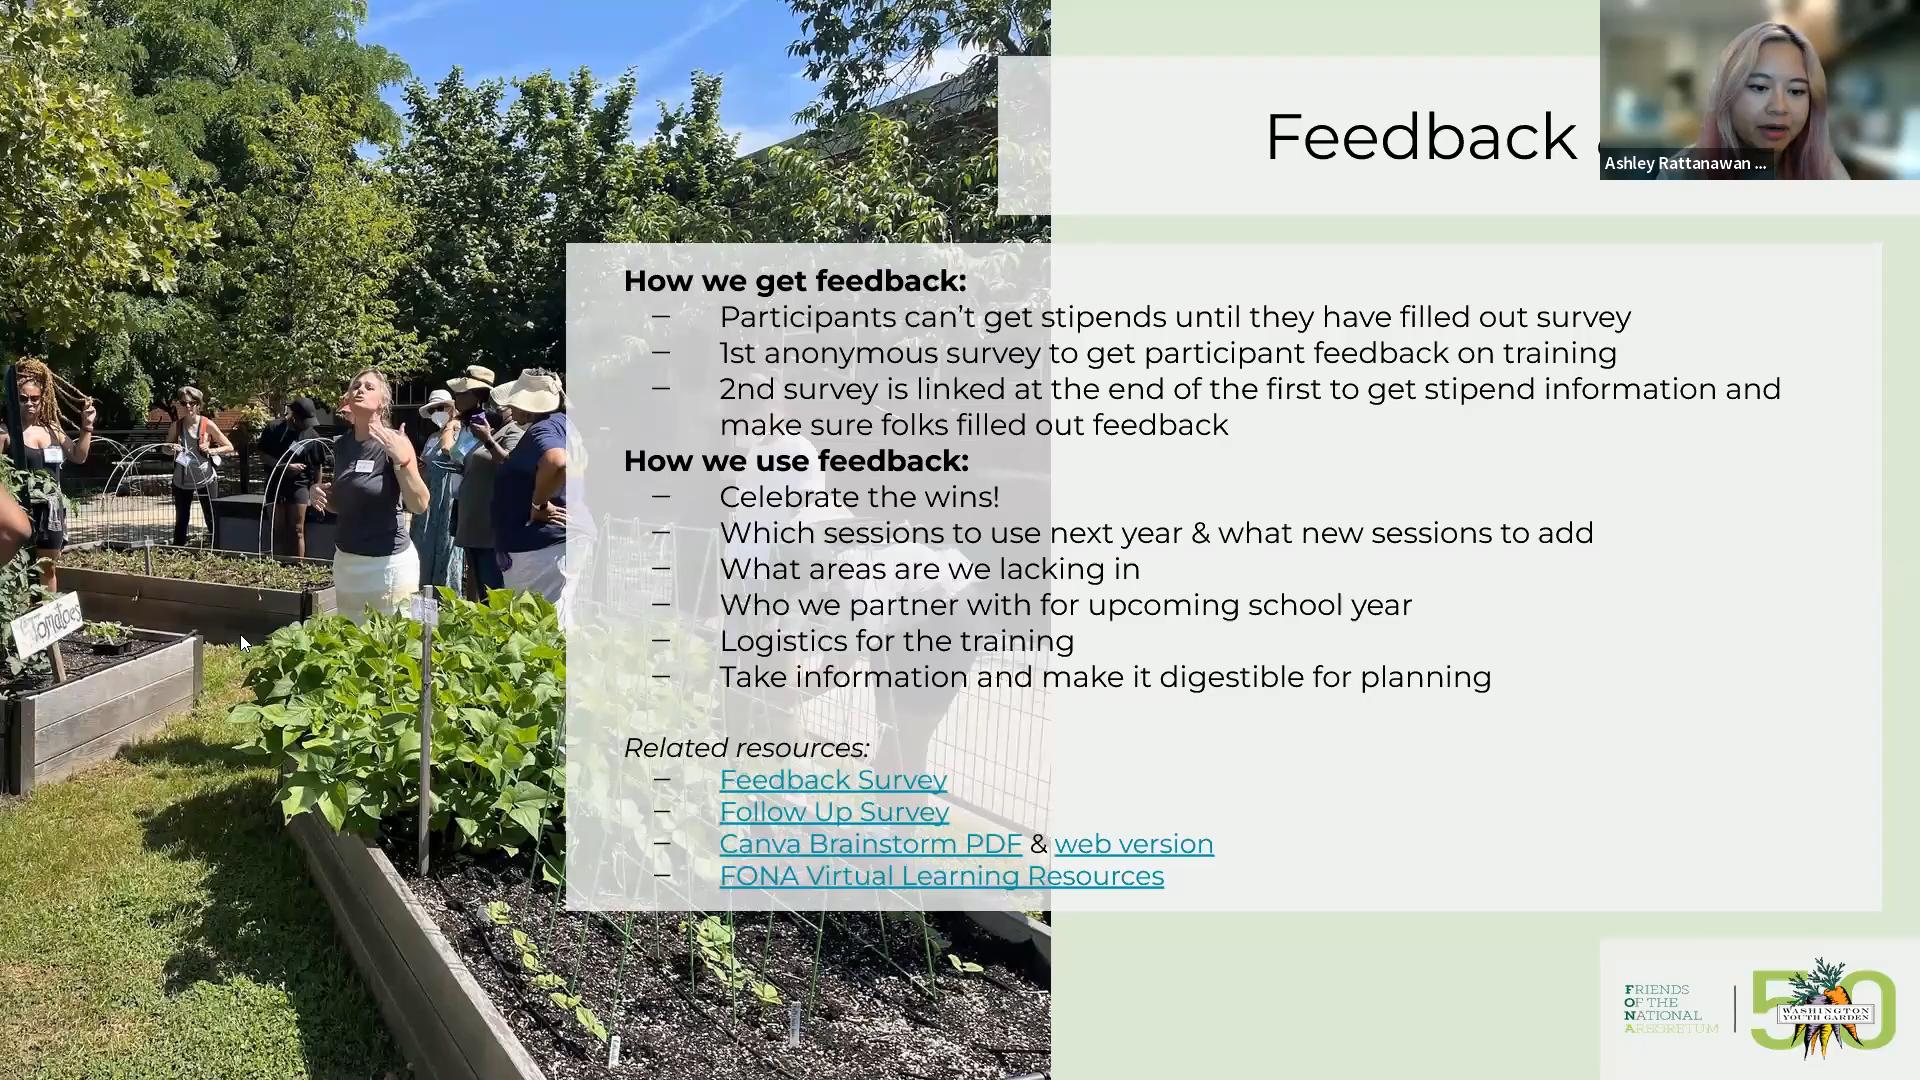 Feedback
Ashley Rattanawan ...
How we get feedback:
— Participants can’t get stipends until they have filled out survey
— 1st anonymous survey to get participant feedback on training
— 2nd survey is linked at the end of the first to get stipend information and
make sure folks filled out feedback
How we use feedback:
— Celebrate the wins!
— Which sessions to use next year & what new sessions to add
— What areas are we lacking in
— Who we partner with for upcoming school year
— Logistics for the training
— Take information and make it digestible for planning
Related resources:
— Feedback Survey
— Follow Up Survey
— Canva Brainstorm PDF & web version
— FONA Virtual Learning Resources
Tomatoes
FRIENDS
OF THE
NATIONAL
ARBORETUM
50
WASHINGTON
YOUTH GARDEN